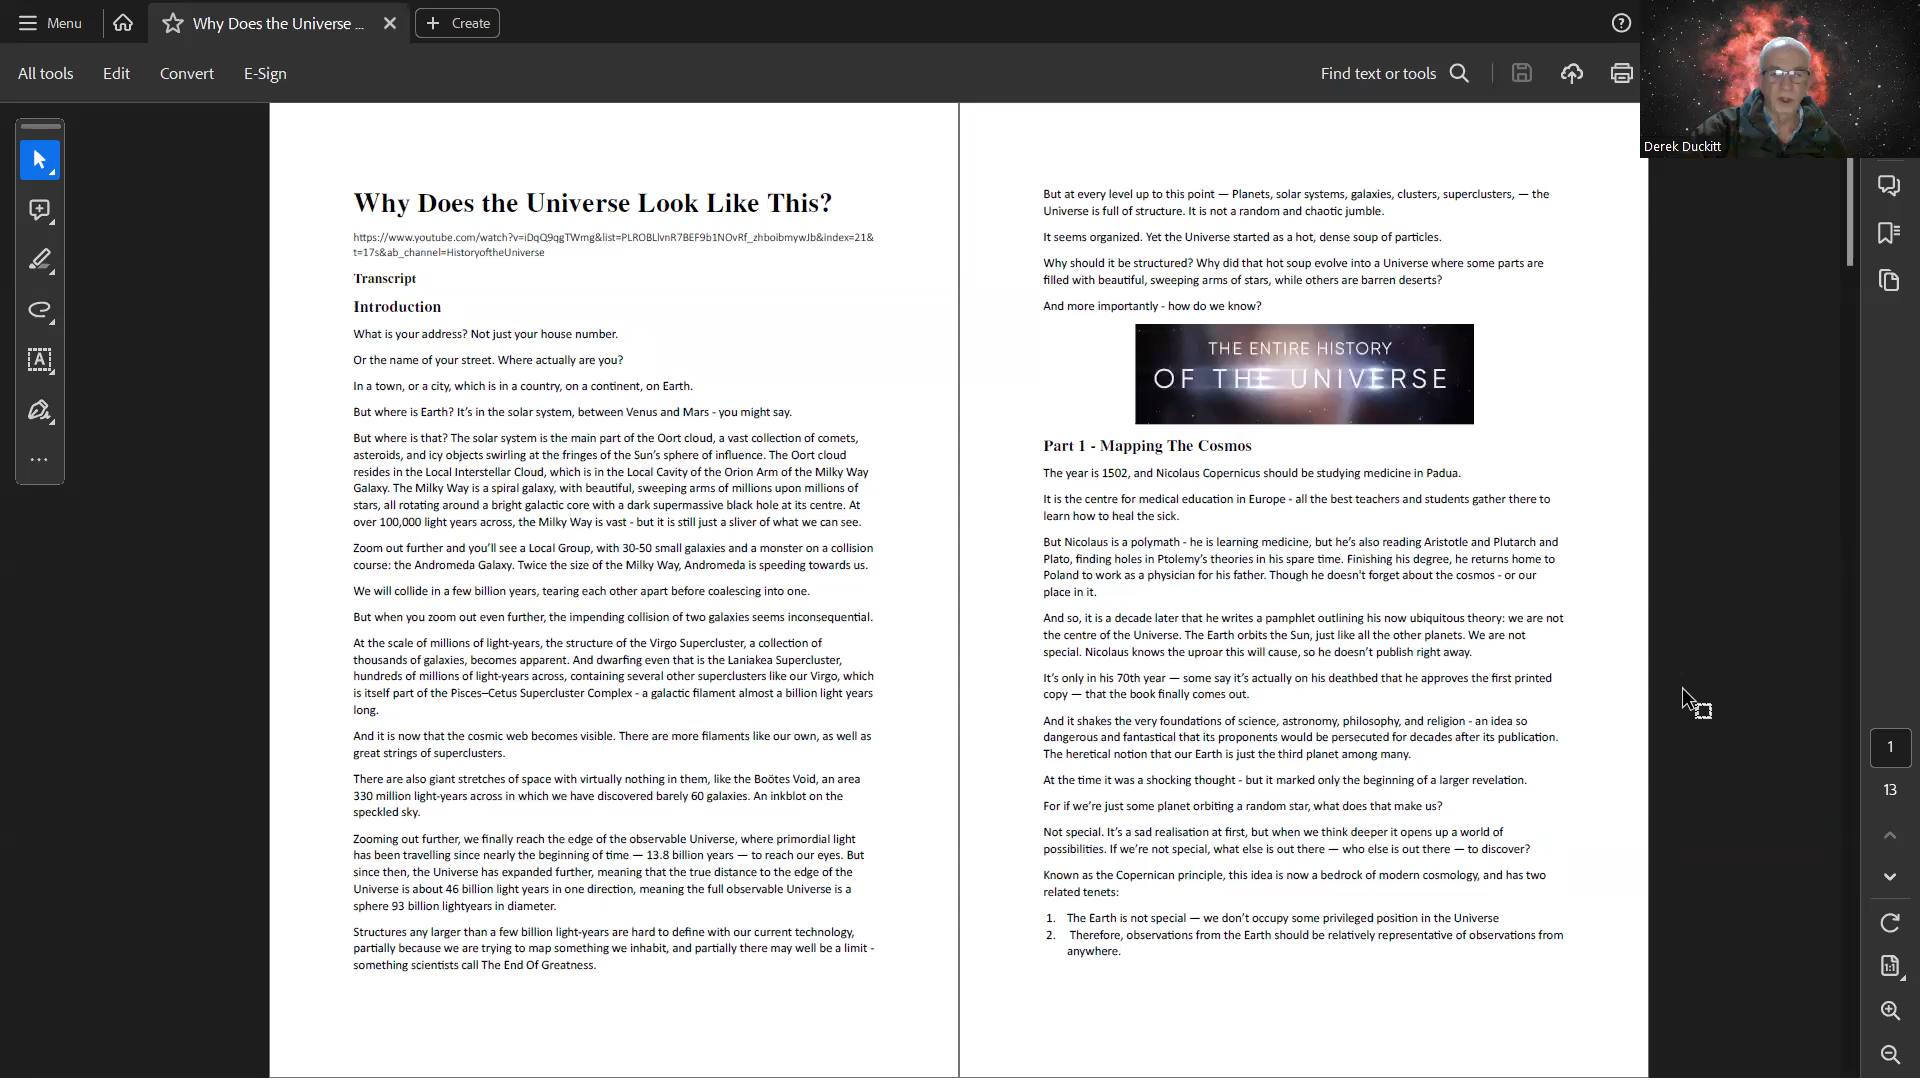 Menu
Why Does the Universe ...
Create
All tools
Edit
Convert
E-Sign
Find text or tools
Derek Duckitt
Why Does the Universe Look Like This?
https://www.youtube.com/watch?v=iDqQ9qgTWmg&list=PLROBLlvnR7BEF9b1NOvRf_zhboibmywJb&index=21&
t=17s&ab_channel=HistoryoftheUniverse
Transcript
Introduction
What is your address? Not just your house number.
Or the name of your street. Where actually are you?
In a town, or a city, which is in a country, on a continent, on Earth.
But where is Earth? It's in the solar system, between Venus and Mars - you might say.
But where is that? The solar system is the main part of the Oort cloud, a vast collection of comets,
asteroids, and icy objects swirling at the fringes of the Sun's sphere of influence. The Oort cloud
resides in the Local Interstellar Cloud, which is in the Local Cavity of the Orion Arm of the Milky Way
Galaxy. The Milky Way is a spiral galaxy, with beautiful, sweeping arms of millions upon millions of
stars, all rotating around a bright galactic core with a dark supermassive black hole at its centre. At
over 100,000 light years across, the Milky Way is vast - but it is still just a sliver of what we can see.
Zoom out further and you'll see a Local Group, with 30-50 small galaxies and a monster on a collision
course: the Andromeda Galaxy. Twice the size of the Milky Way, Andromeda is speeding towards us.
We will collide in a few billion years, tearing each other apart before coalescing into one.
But when you zoom out even further, the impending collision of two galaxies seems inconsequential.
At the scale of millions of light-years, the structure of the Virgo Supercluster, a collection of
thousands of galaxies, becomes apparent. And dwarfing even that is the Laniakea Supercluster,
hundreds of millions of light-years across, containing several other superclusters like our Virgo, which
is itself part of the Pisces–Cetus Supercluster Complex - a galactic filament almost a billion light years
long.
And it is now that the cosmic web becomes visible. There are more filaments like our own, as well as
great strings of superclusters.
There are also giant stretches of space with virtually nothing in them, like the Boötes Void, an area
330 million light-years across in which we have discovered barely 60 galaxies. An inkblot on the
speckled sky.
Zooming out further, we finally reach the edge of the observable Universe, where primordial light
has been travelling since nearly the beginning of time — 13.8 billion years — to reach our eyes. But
since then, the Universe has expanded further, meaning that the true distance to the edge of the
Universe is about 46 billion light years in one direction, meaning the full observable Universe is a
sphere 93 billion lightyears in diameter.
Structures any larger than a few billion light-years are hard to define with our current technology,
partially because we are trying to map something we inhabit, and partially there may well be a limit -
something scientists call The End Of Greatness.
But at every level up to this point — Planets, solar systems, galaxies, clusters, superclusters, — the
Universe is full of structure. It is not a random and chaotic jumble.
It seems organized. Yet the Universe started as a hot, dense soup of particles.
Why should it be structured? Why did that hot soup evolve into a Universe where some parts are
filled with beautiful, sweeping arms of stars, while others are barren deserts?
And more importantly - how do we know?
THE ENTIRE HISTORY
OF THE UNIVERSE
Part 1 - Mapping The Cosmos
The year is 1502, and Nicolaus Copernicus should be studying medicine in Padua.
It is the centre for medical education in Europe - all the best teachers and students gather there to
learn how to heal the sick.
But Nicolaus is a polymath - he is learning medicine, but he's also reading Aristotle and Plutarch and
Plato, finding holes in Ptolemy's theories in his spare time. Finishing his degree, he returns home to
Poland to work as a physician for his father. Though he doesn't forget about the cosmos - or our
place in it.
And so, it is a decade later that he writes a pamphlet outlining his now ubiquitous theory: we are not
the centre of the Universe. The Earth orbits the Sun, just like all the other planets. We are not
special. Nicolaus knows the uproar this will cause, so he doesn't publish right away.
It's only in his 70th year — some say it's actually on his deathbed that he approves the first printed
copy — that the book finally comes out.
And it shakes the very foundations of science, astronomy, philosophy, and religion - an idea so
dangerous and fantastical that its proponents would be persecuted for decades after its publication.
The heretical notion that our Earth is just the third planet among many.
At the time it was a shocking thought - but it marked only the beginning of a larger revelation.
For if we're just some planet orbiting a random star, what does that make us?
Not special. It's a sad realisation at first, but when we think deeper it opens up a world of
possibilities. If we're not special, what else is out there — who else is out there — to discover?
Known as the Copernican principle, this idea is now a bedrock of modern cosmology, and has two
related tenets:
1. The Earth is not special — we don't occupy some privileged position in the Universe
2. Therefore, observations from the Earth should be relatively representative of observations from
anywhere.
1
13